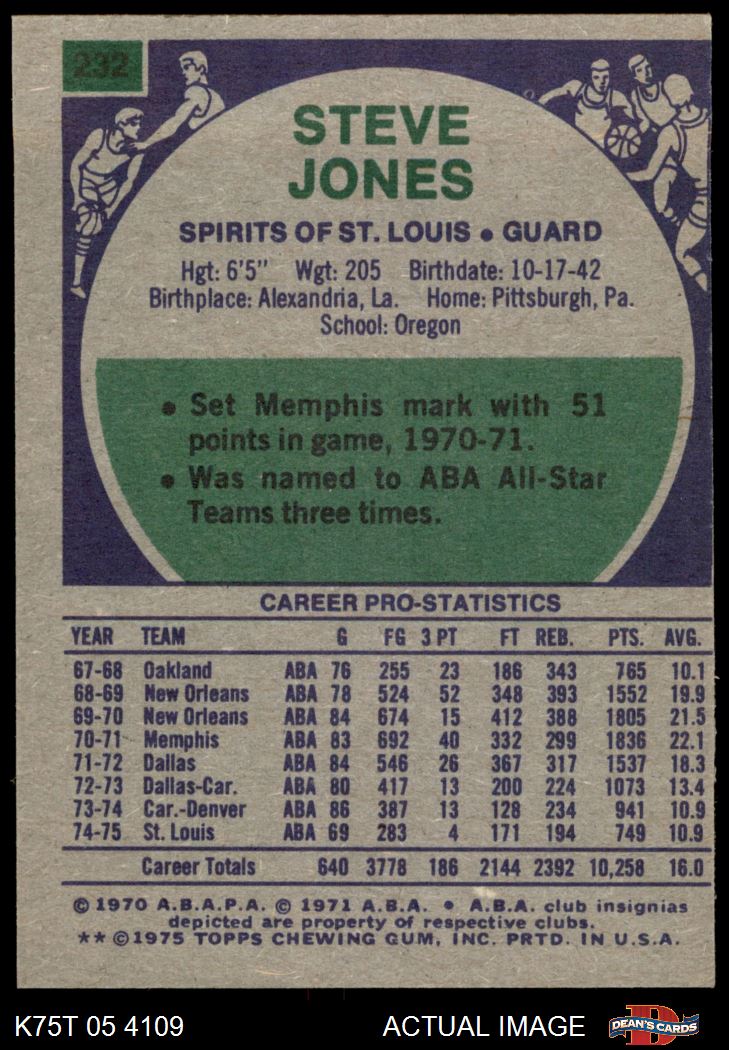 232
STEVE
JONES
SPIRITS OF ST. LOUIS • GUARD
Hgt: 6'5" Wgt: 205 Birthdate: 10-17-42
Birthplace: Alexandria, La. Home: Pittsburgh, Pa.
School: Oregon
• Set Memphis mark with 51
points in game, 1970-71.
• Was named to ABA All-Star
Teams three times.
CAREER PRO-STATISTICS
YEAR TEAM G FG 3 PT FT REB. PTS. AVG.
67-68 Oakland ABA 76 255 23 186 343 765 10.1
68-69 New Orleans ABA 78 524 52 348 393 1552 19.9
69-70 New Orleans ABA 84 674 15 412 388 1805 21.5
70-71 Memphis ABA 83 692 40 332 299 1836 22.1
71-72 Dallas ABA 84 546 26 367 317 1537 18.3
72-73 Dallas-Car. ABA 80 417 13 200 224 1073 13.4
73-74 Car.-Denver ABA 86 387 13 128 234 941 10.9
74-75 St. Louis ABA 69 283 4 171 194 749 10.9
Career Totals 640 3778 186 2144 2392 10,258 16.0
© 1970 A.B.A.P.A. © 1971 A.B.A. • A.B.A. club insignias
depicted are property of respective clubs.
** © 1975 TOPPS CHEWING GUM, INC. PRTD. IN U.S.A.
K75T 05 4109 ACTUAL IMAGE DEAN'S CARDS